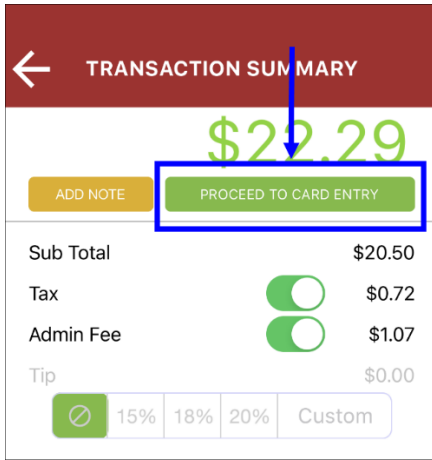 TRANSACTION SUMMARY
$22.29
ADD NOTE PROCEED TO CARD ENTRY
Sub Total $20.50
Tax $0.72
Admin Fee $1.07
Tip $0.00
15% 18% 20% Custom